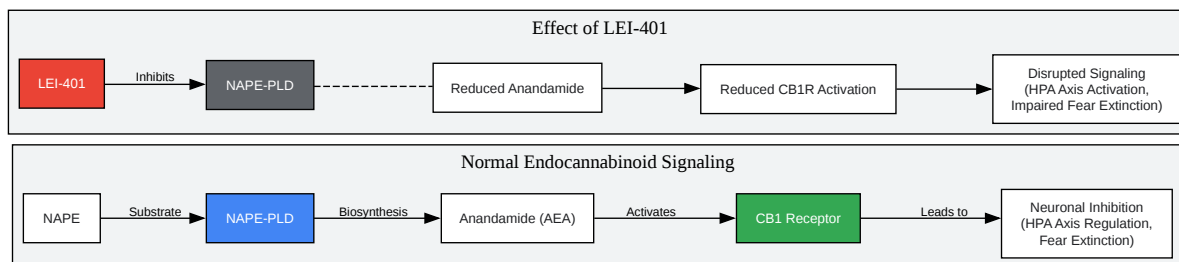 Effect of LEI-401
LEI-401
Inhibits
NAPE-PLD
Reduced Anandamide
Reduced CB1R Activation
Disrupted Signaling
(HPA Axis Activation,
Impaired Fear Extinction)
Normal Endocannabinoid Signaling
NAPE
Substrate
NAPE-PLD
Biosynthesis
Anandamide (AEA)
Activates
CB1 Receptor
Leads to
Neuronal Inhibition
(HPA Axis Regulation,
Fear Extinction)